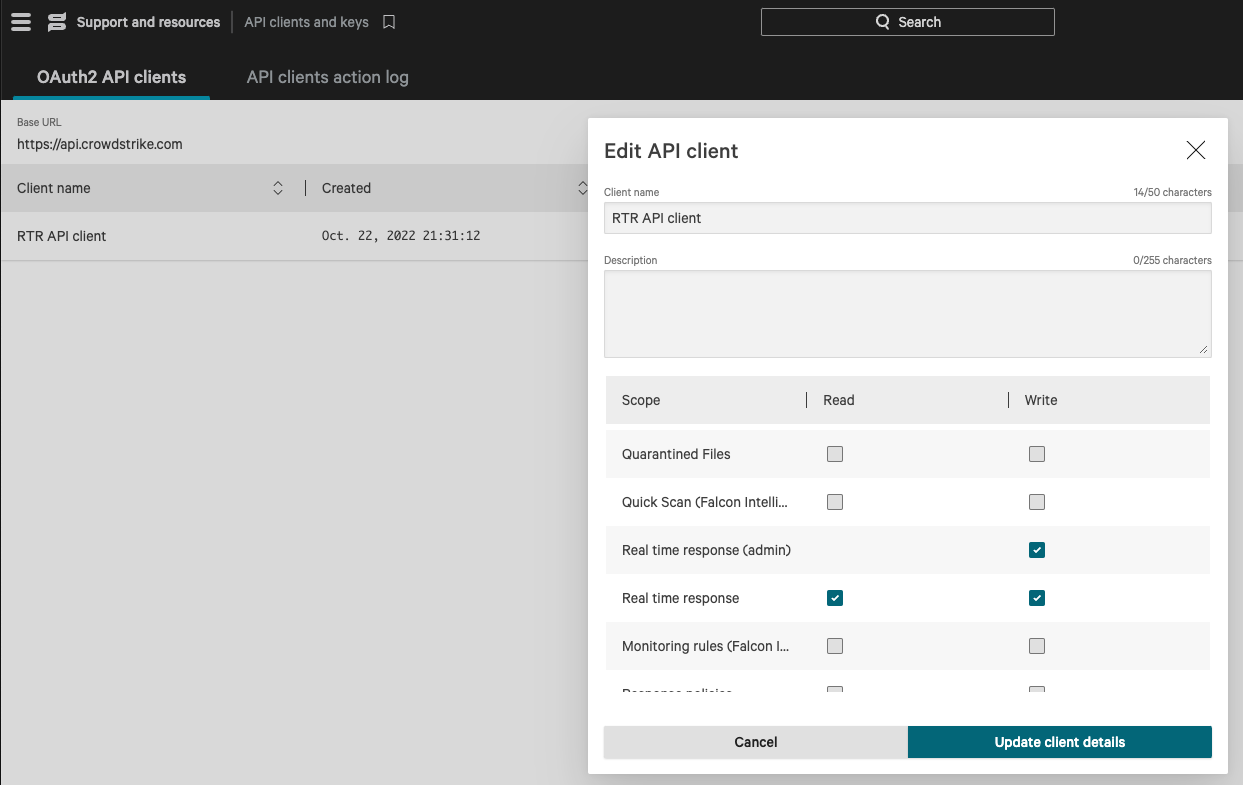 Support and resources API clients and keys Search
OAuth2 API clients API clients action log
Base URL
https://api.crowdstrike.com
Client name Created
RTR API client Oct. 22, 2022 21:31:12
Edit API client
Client name 14/50 characters
RTR API client
Description 0/255 characters
Scope Read Write
Quarantined Files
Quick Scan (Falcon Intelli...
Real time response (admin)
Real time response
Monitoring rules (Falcon I...
Response policies
Cancel Update client details